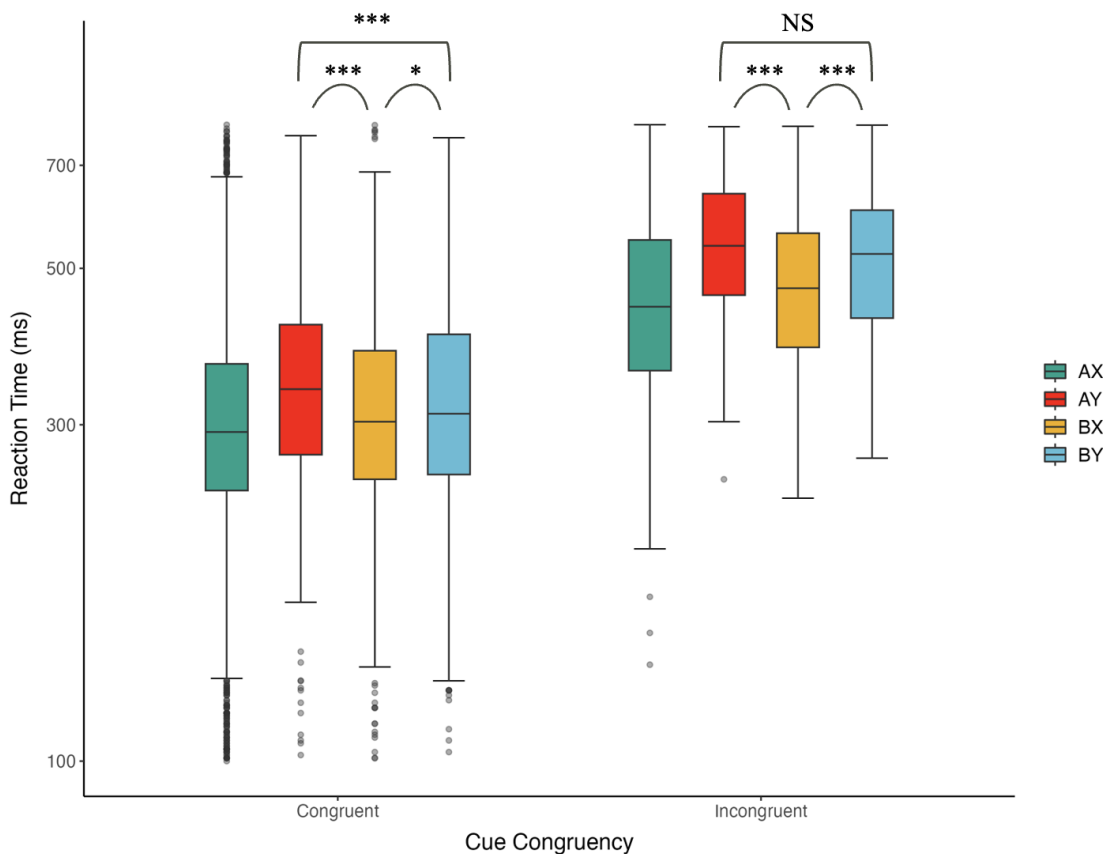 ***
NS
***
*
***
***
700
500
300
100
Reaction Time (ms)
AX
AY
BX
BY
Congruent
Incongruent
Cue Congruency